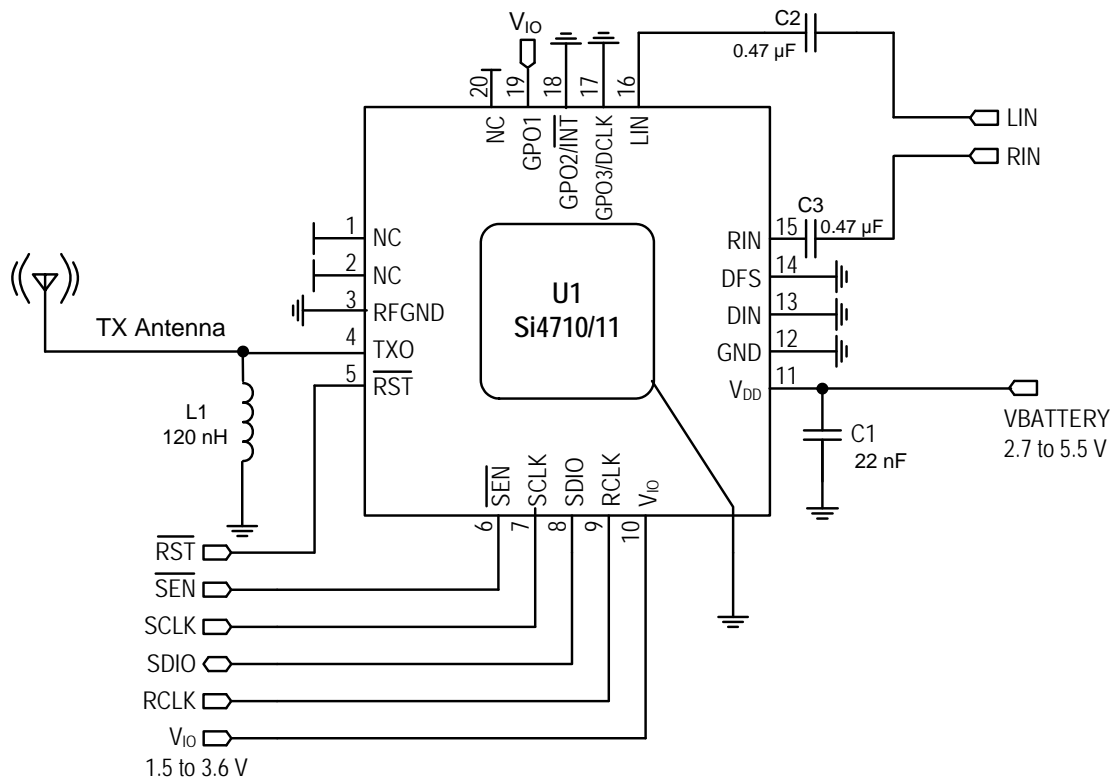 C2
0.47 µF
VIO
20
19
18
17
16
NC
GPO1
GPO2/INT
GPO3/DCLK
LIN
LIN
RIN
C3
0.47 µF
1
NC
2
NC
3
RFGND
4
TXO
5
RST
15
RIN
14
DFS
13
DIN
12
GND
11
VDD
U1
Si4710/11
TX Antenna
L1
120 nH
C1
22 nF
VBATTERY
2.7 to 5.5 V
SEN
SCLK
SDIO
RCLK
VIO
6
7
8
9
10
RST
SEN
SCLK
SDIO
RCLK
VIO
1.5 to 3.6 V